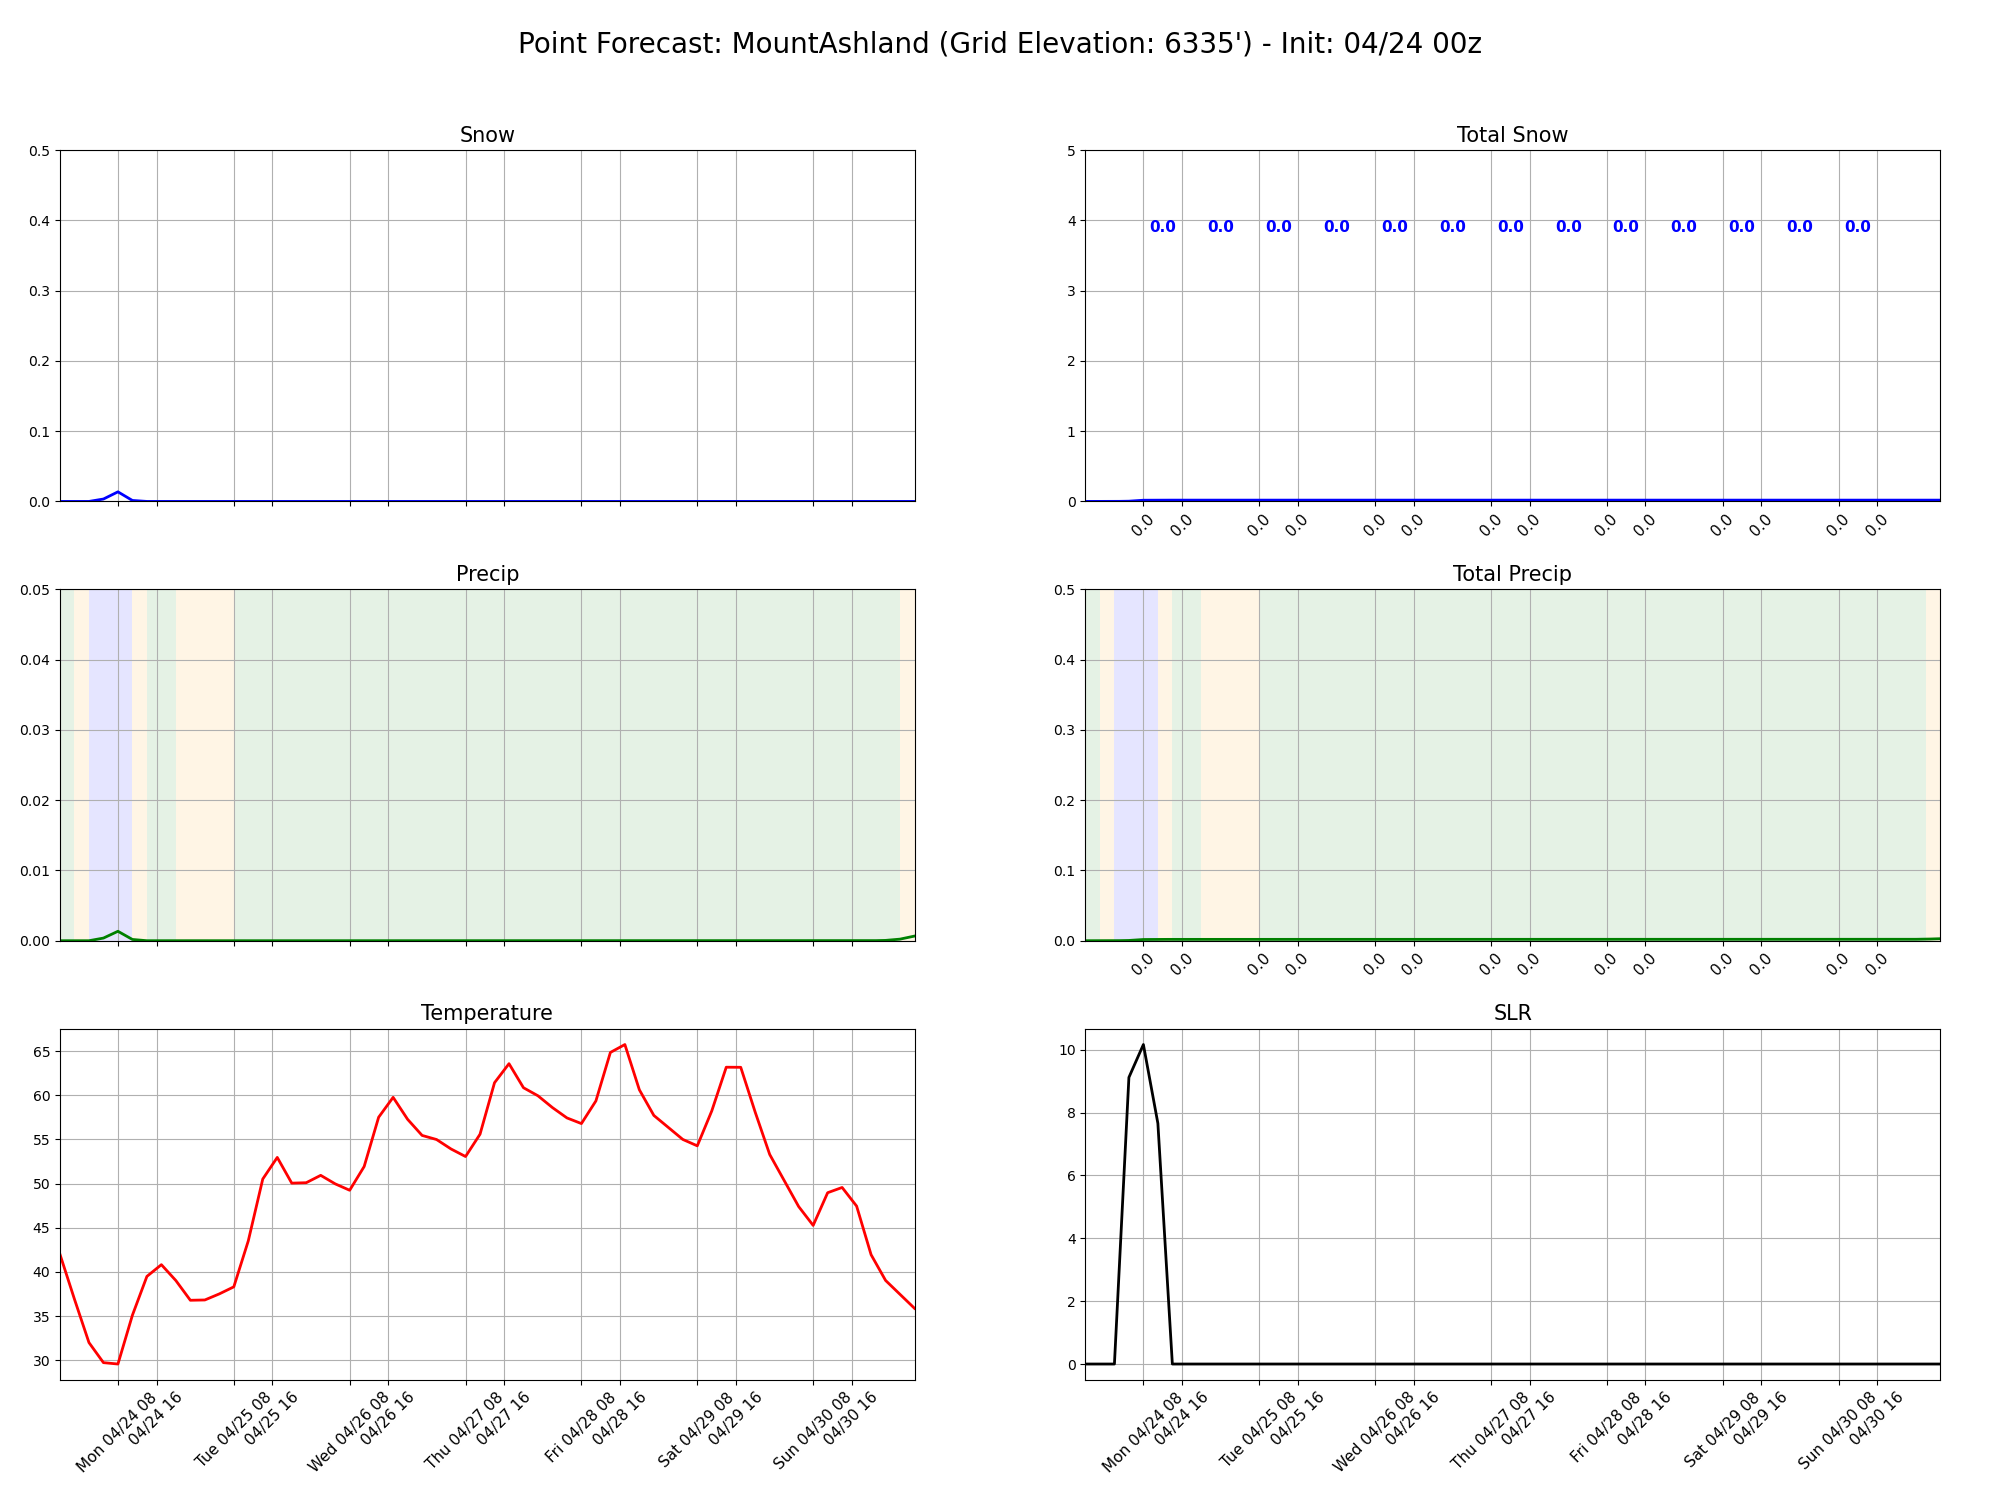 Point Forecast: MountAshland (Grid Elevation: 6335') - Init: 04/24 00z
Snow
0.5
0.4
0.3
0.2
0.1
0.0
Total Snow
5
4
3
2
1
0
0.0 0.0 0.0 0.0 0.0 0.0 0.0 0.0 0.0 0.0 0.0 0.0 0.0
0.0 0.0 0.0 0.0 0.0 0.0 0.0 0.0 0.0 0.0 0.0 0.0 0.0 0.0
Precip
0.05
0.04
0.03
0.02
0.01
0.00
Total Precip
0.5
0.4
0.3
0.2
0.1
0.0
0.0 0.0 0.0 0.0 0.0 0.0 0.0 0.0 0.0 0.0 0.0 0.0 0.0 0.0
Temperature
65
60
55
50
45
40
35
30
Mon 04/24 08
04/24 16
Tue 04/25 08
04/25 16
Wed 04/26 08
04/26 16
Thu 04/27 08
04/27 16
Fri 04/28 08
04/28 16
Sat 04/29 08
04/29 16
Sun 04/30 08
04/30 16
SLR
10
8
6
4
2
0
Mon 04/24 08
04/24 16
Tue 04/25 08
04/25 16
Wed 04/26 08
04/26 16
Thu 04/27 08
04/27 16
Fri 04/28 08
04/28 16
Sat 04/29 08
04/29 16
Sun 04/30 08
04/30 16